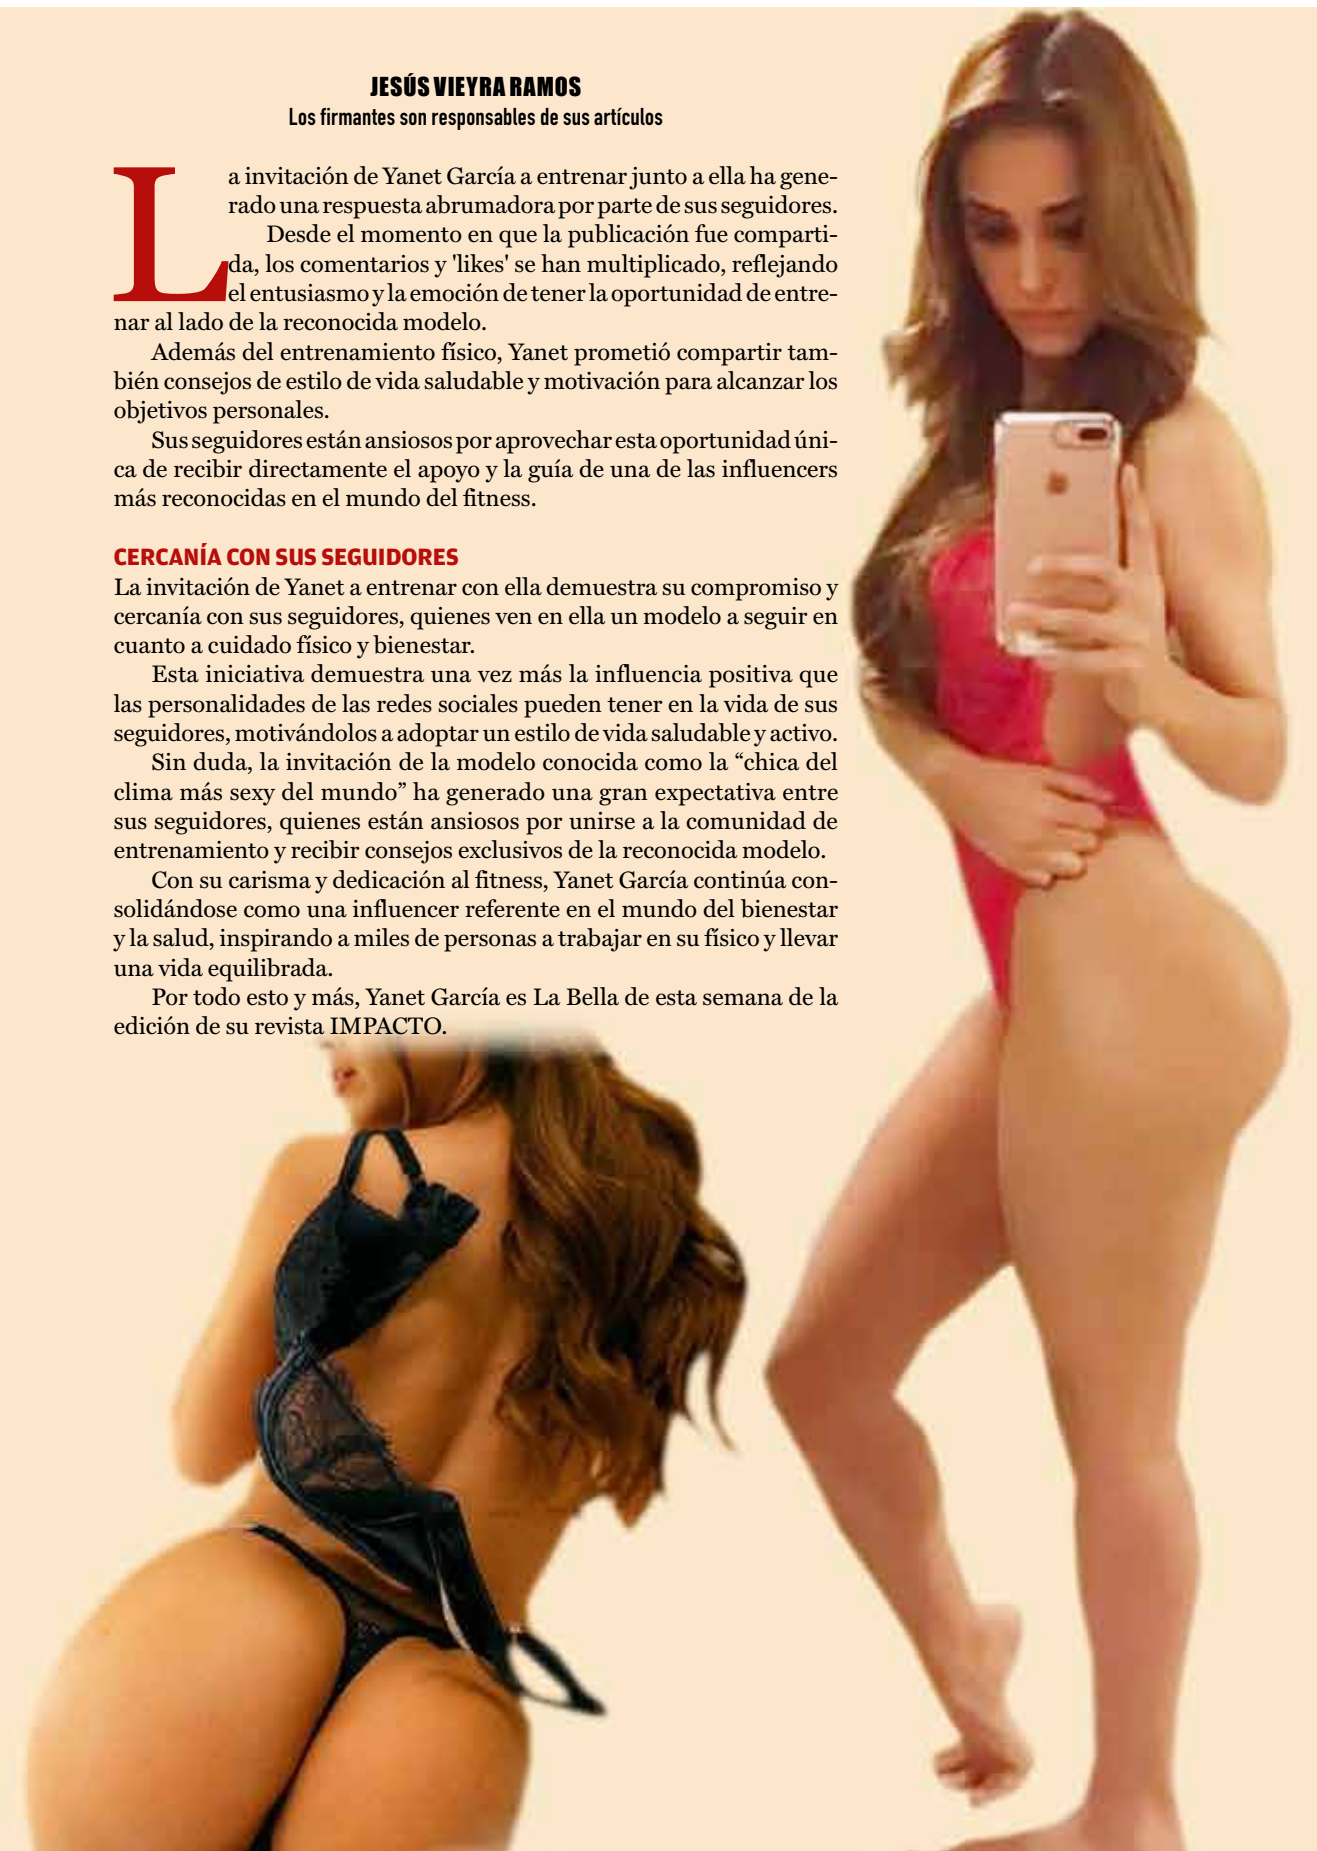 JESÚS VIEYRA RAMOS
Los firmantes son responsables de sus artículos
La invitación de Yanet García a entrenar junto a ella ha gene-
rado una respuesta abrumadora por parte de sus seguidores.
Desde el momento en que la publicación fue comparti-
da, los comentarios y 'likes' se han multiplicado, reflejando
el entusiasmo y la emoción de tener la oportunidad de entre-
nar al lado de la reconocida modelo.
Además del entrenamiento físico, Yanet prometió compartir tam-
bién consejos de estilo de vida saludable y motivación para alcanzar los
objetivos personales.
Sus seguidores están ansiosos por aprovechar esta oportunidad úni-
ca de recibir directamente el apoyo y la guía de una de las influencers
más reconocidas en el mundo del fitness.
CERCANÍA CON SUS SEGUIDORES
La invitación de Yanet a entrenar con ella demuestra su compromiso y
cercanía con sus seguidores, quienes ven en ella un modelo a seguir en
cuanto a cuidado físico y bienestar.
Esta iniciativa demuestra una vez más la influencia positiva que
las personalidades de las redes sociales pueden tener en la vida de sus
seguidores, motivándolos a adoptar un estilo de vida saludable y activo.
Sin duda, la invitación de la modelo conocida como la “chica del
clima más sexy del mundo” ha generado una gran expectativa entre
sus seguidores, quienes están ansiosos por unirse a la comunidad de
entrenamiento y recibir consejos exclusivos de la reconocida modelo.
Con su carisma y dedicación al fitness, Yanet García continúa con-
solidándose como una influencer referente en el mundo del bienestar
y la salud, inspirando a miles de personas a trabajar en su físico y llevar
una vida equilibrada.
Por todo esto y más, Yanet García es La Bella de esta semana de la
edición de su revista IMPACTO.